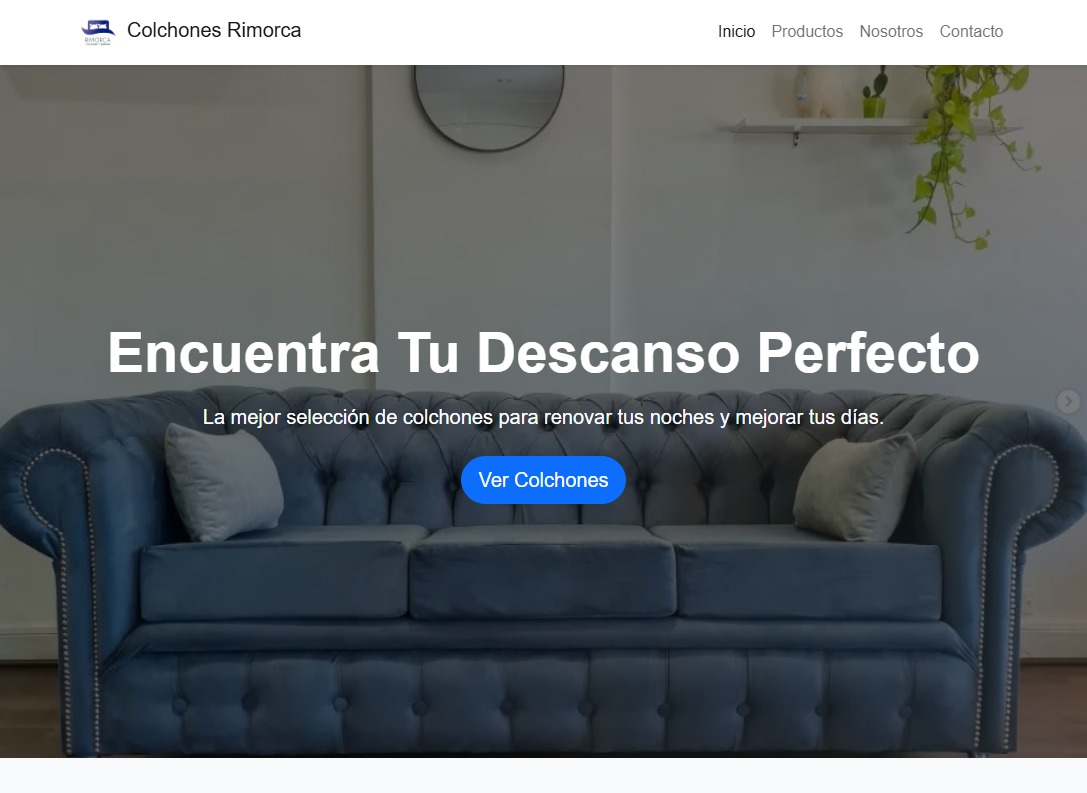 RIMORCA
Colchones Rimorca
Inicio
Productos
Nosotros
Contacto
Encuentra Tu Descanso Perfecto
La mejor selección de colchones para renovar tus noches y mejorar tus días.
Ver Colchones